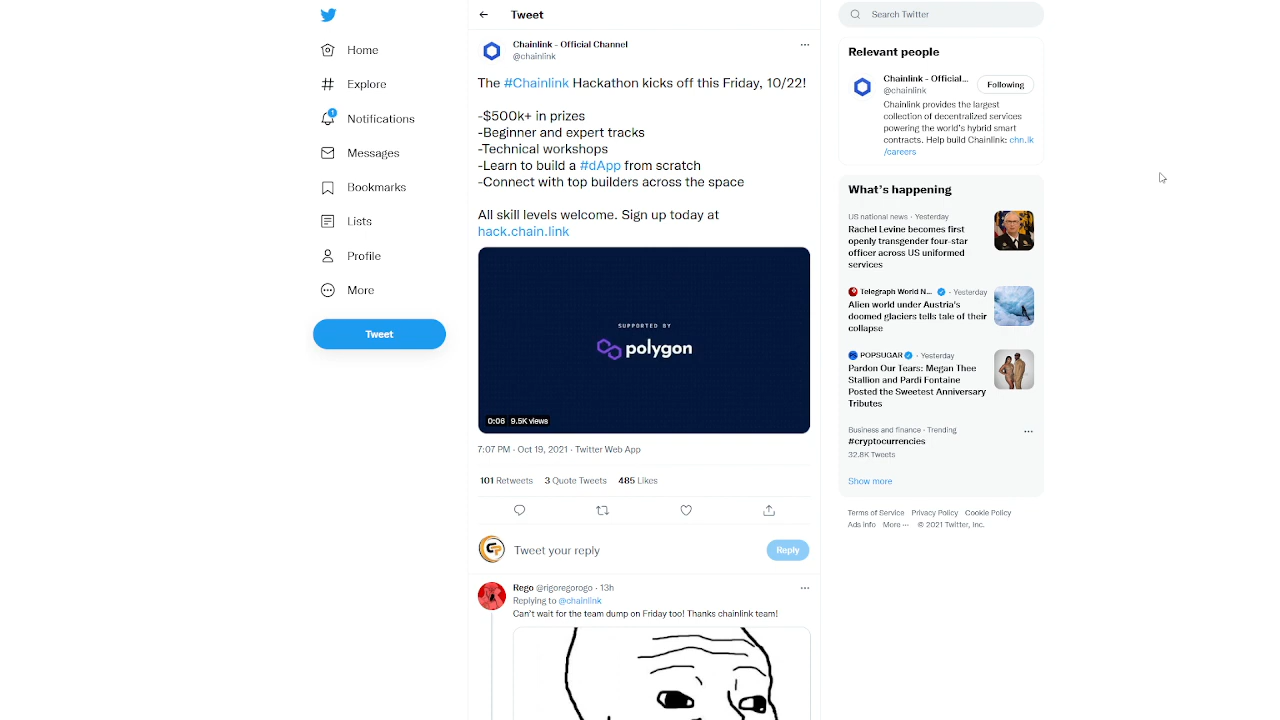 Home
Explore
1
Notifications
Messages
Bookmarks
Lists
Profile
More
Tweet
Tweet
Chainlink - Official Channel
@chainlink
The #Chainlink Hackathon kicks off this Friday, 10/22!
-$500k+ in prizes
-Beginner and expert tracks
-Technical workshops
-Learn to build a #dApp from scratch
-Connect with top builders across the space
All skill levels welcome. Sign up today at
hack.chain.link
SUPPORTED BY
polygon
0:06 9.5K views
7:07 PM · Oct 19, 2021 · Twitter Web App
101 Retweets 3 Quote Tweets 485 Likes
Tweet your reply
Reply
Rego @rigoregorogo · 13h
Replying to @chainlink
Can't wait for the team dump on Friday too! Thanks chainlink team!
Search Twitter
Relevant people
Chainlink - Official...
@chainlink
Following
Chainlink provides the largest
collection of decentralized services
powering the world's hybrid smart
contracts. Help build Chainlink: chn.lk
/careers
What's happening
US national news · Yesterday
Rachel Levine becomes first
openly transgender four-star
officer across US uniformed
services
Telegraph World N... · Yesterday
Alien world under Austria's
doomed glaciers tells tale of their
collapse
POPSUGAR · Yesterday
Pardon Our Tears: Megan Thee
Stallion and Pardi Fontaine
Posted the Sweetest Anniversary
Tributes
Business and finance · Trending
#cryptocurrencies
32.8K Tweets
Show more
Terms of Service Privacy Policy Cookie Policy
Ads info More ··· © 2021 Twitter, Inc.